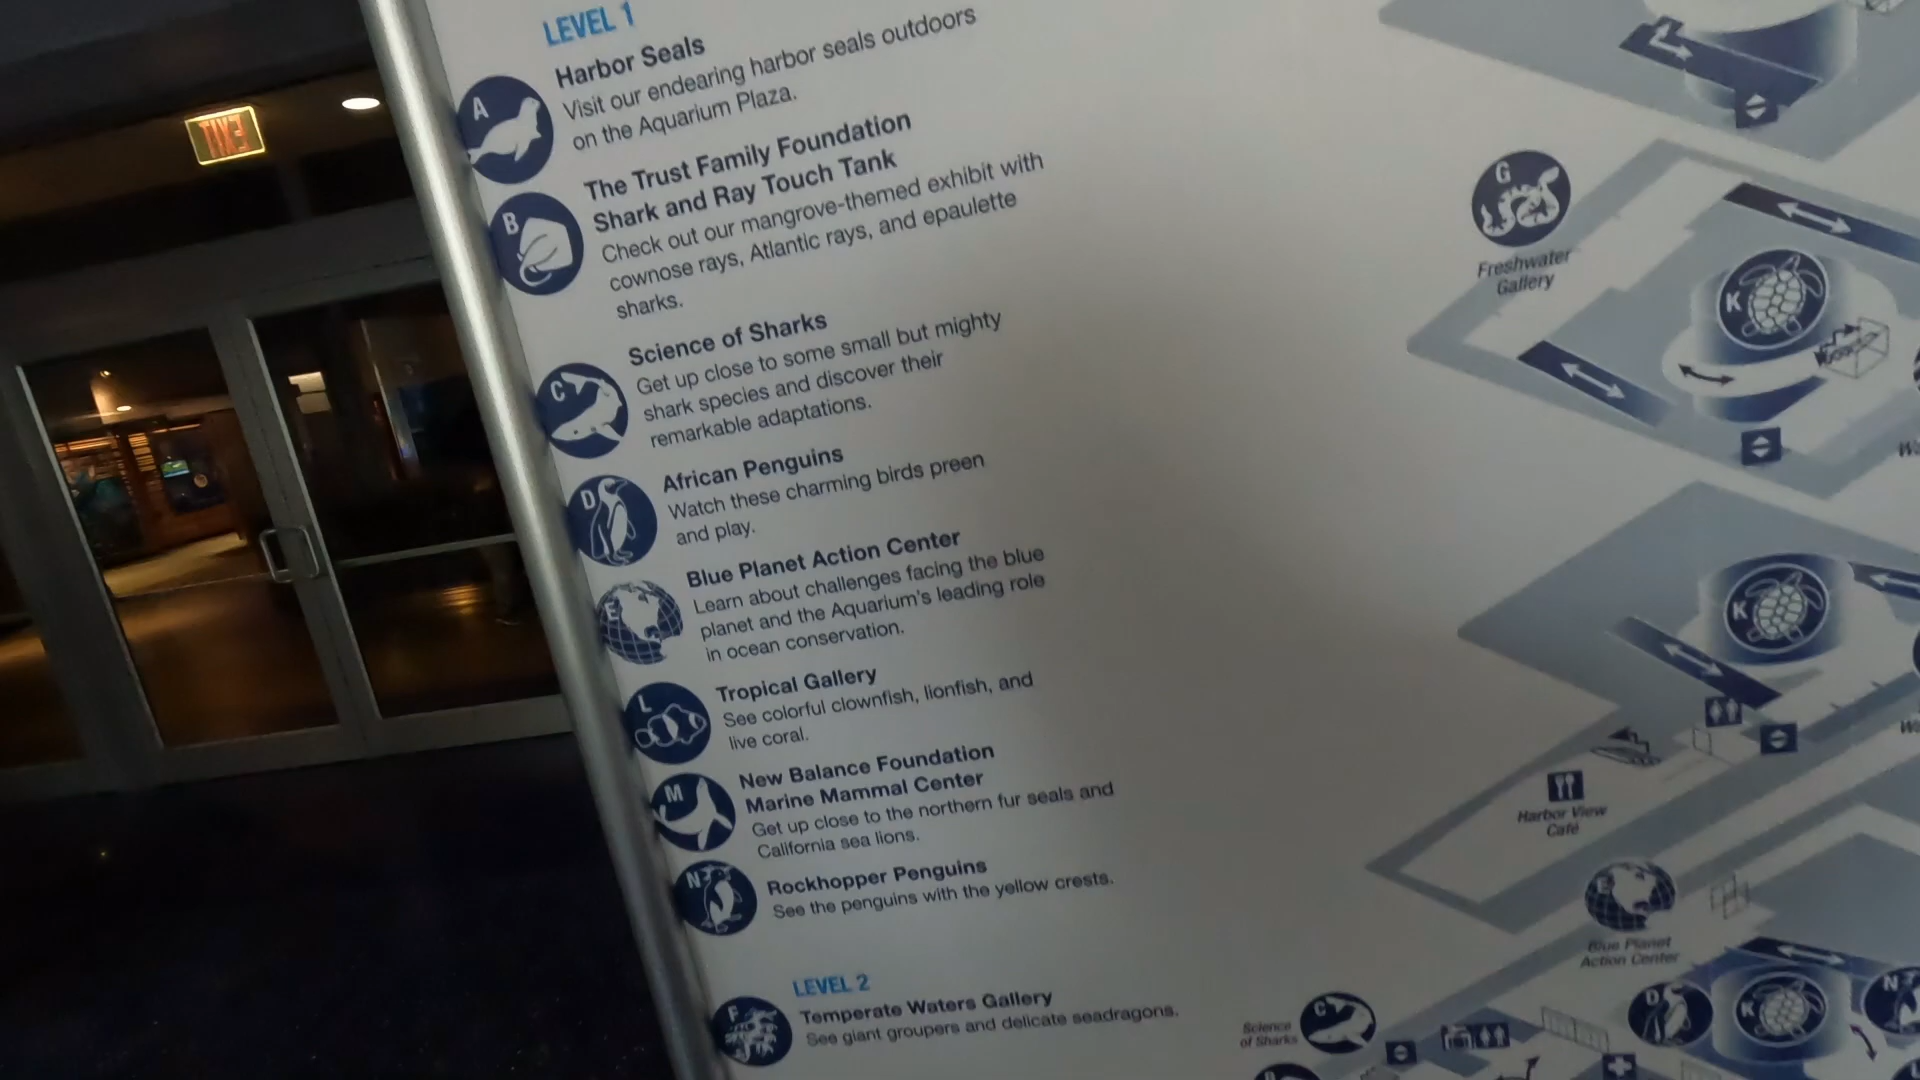 LEVEL 1
A
Harbor Seals
Visit our endearing harbor seals outdoors
on the Aquarium Plaza.
B
The Trust Family Foundation
Shark and Ray Touch Tank
Check out our mangrove-themed exhibit with
cownose rays, Atlantic rays, and epaulette
sharks.
C
Science of Sharks
Get up close to some small but mighty
shark species and discover their
remarkable adaptations.
D
African Penguins
Watch these charming birds preen
and play.
E
Blue Planet Action Center
Learn about challenges facing the blue
planet and the Aquarium's leading role
in ocean conservation.
L
Tropical Gallery
See colorful clownfish, lionfish, and
live coral.
M
New Balance Foundation
Marine Mammal Center
Get up close to the northern fur seals and
California sea lions.
N
Rockhopper Penguins
See the penguins with the yellow crests.
LEVEL 2
F
Temperate Waters Gallery
See giant groupers and delicate seadragons.
EXIT
G
Freshwater
Gallery
K
K
Harbor View
Café
E
Blue Planet
Action Center
C
Science
of Sharks
D
K
N